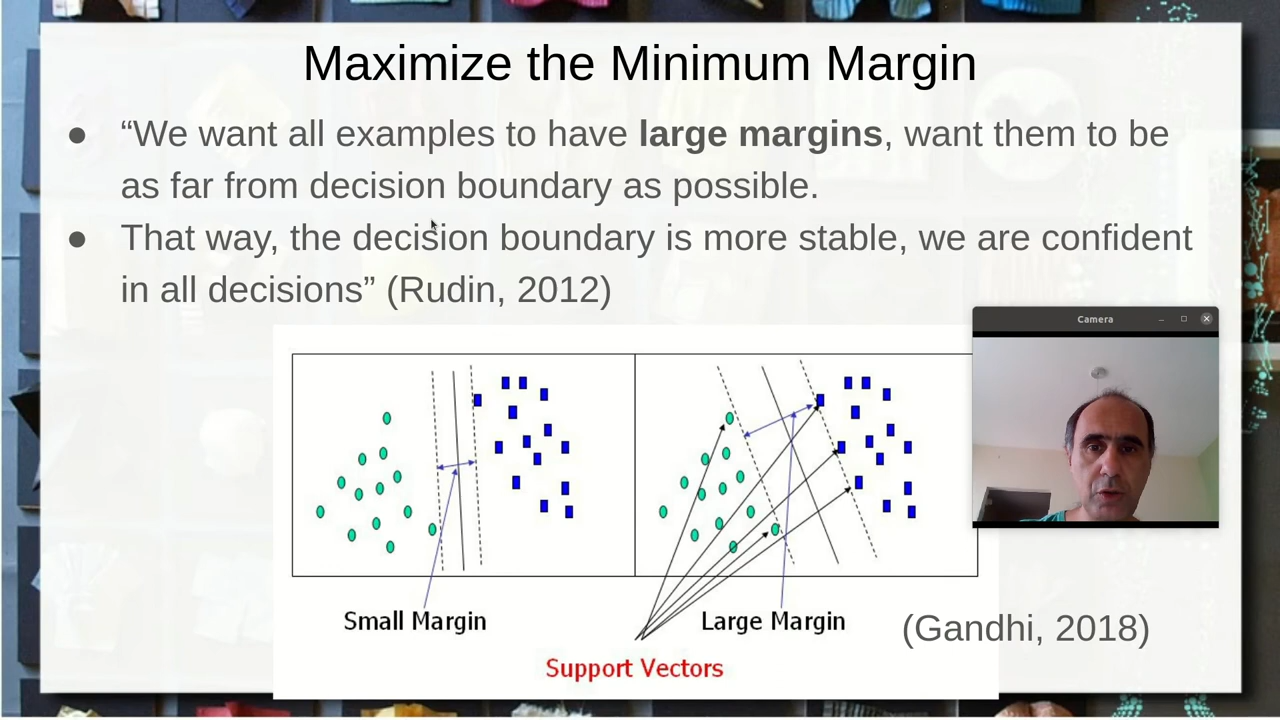 Maximize the Minimum Margin
● “We want all examples to have large margins, want them to be
as far from decision boundary as possible.
● That way, the decision boundary is more stable, we are confident
in all decisions” (Rudin, 2012)
Camera
Small Margin
Large Margin
(Gandhi, 2018)
Support Vectors